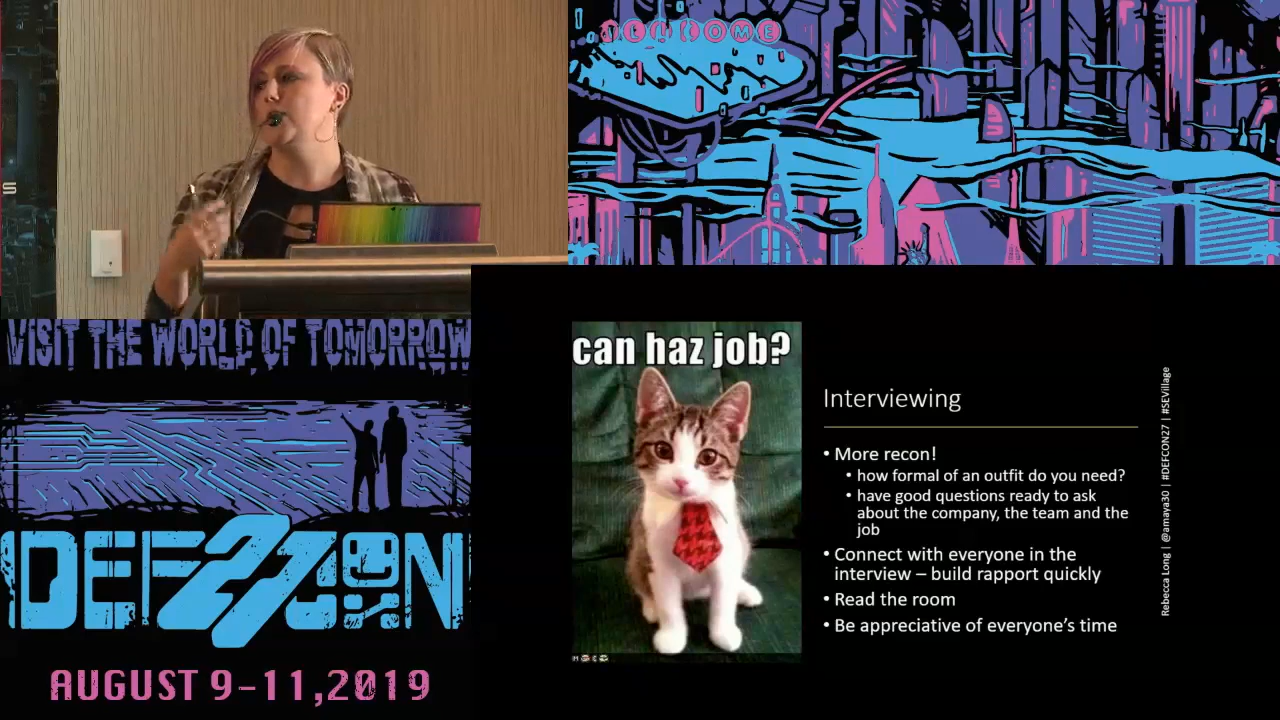 WELCOME
S
VISIT THE WORLD OF TOMORROW
DEF27CON
AUGUST 9-11,2019
can haz job?
Interviewing
• More recon!
• how formal of an outfit do you need?
• have good questions ready to ask
about the company, the team and the
job
• Connect with everyone in the
interview – build rapport quickly
• Read the room
• Be appreciative of everyone's time
Rebecca Long | @amaya30 | #DEFCON27 | #SEVillage